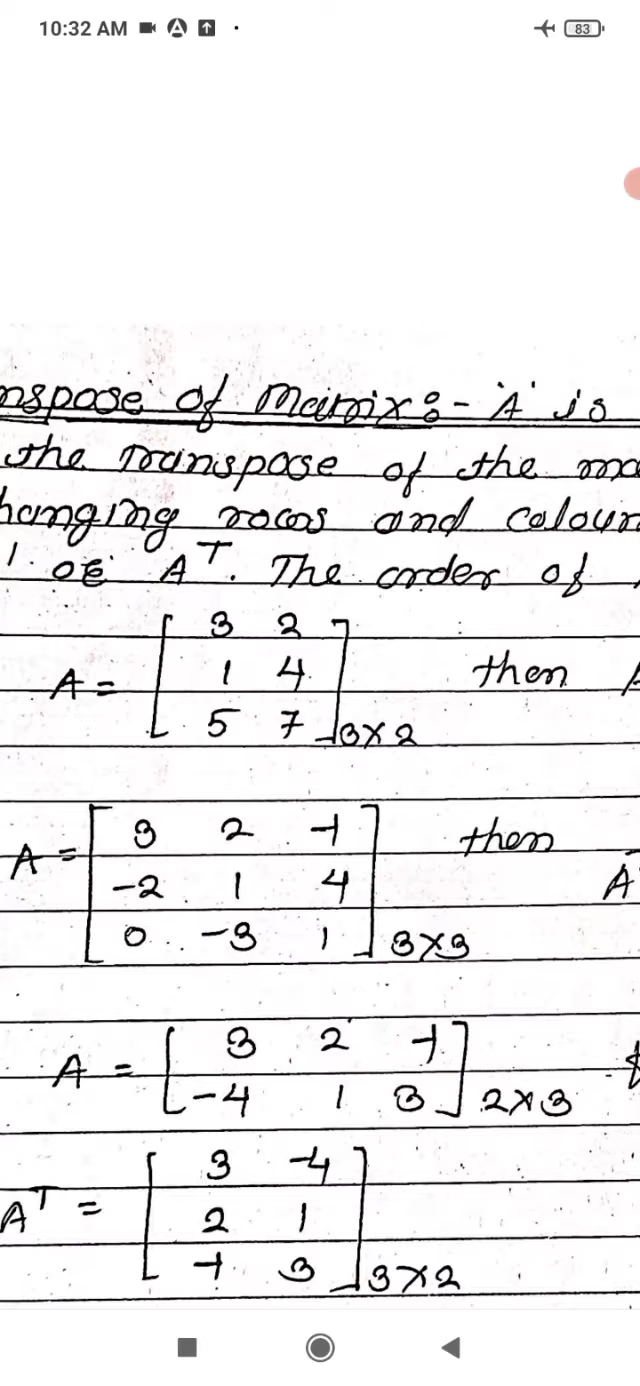 10:32 AM
83
nspose of Matrix :- 'A' is
the transpose of the ma
hanging rows and coloum
A^T. The order of
A = [ 3 2
1 4
5 7 ] 3×2 then A
A = [ 3 2 -1
-2 1 4
0 -3 1 ] 3×3 then A
A = [ 3 2 -1
-4 1 3 ] 2×3
A^T = [ 3 -4
2 1
-1 3 ] 3×2